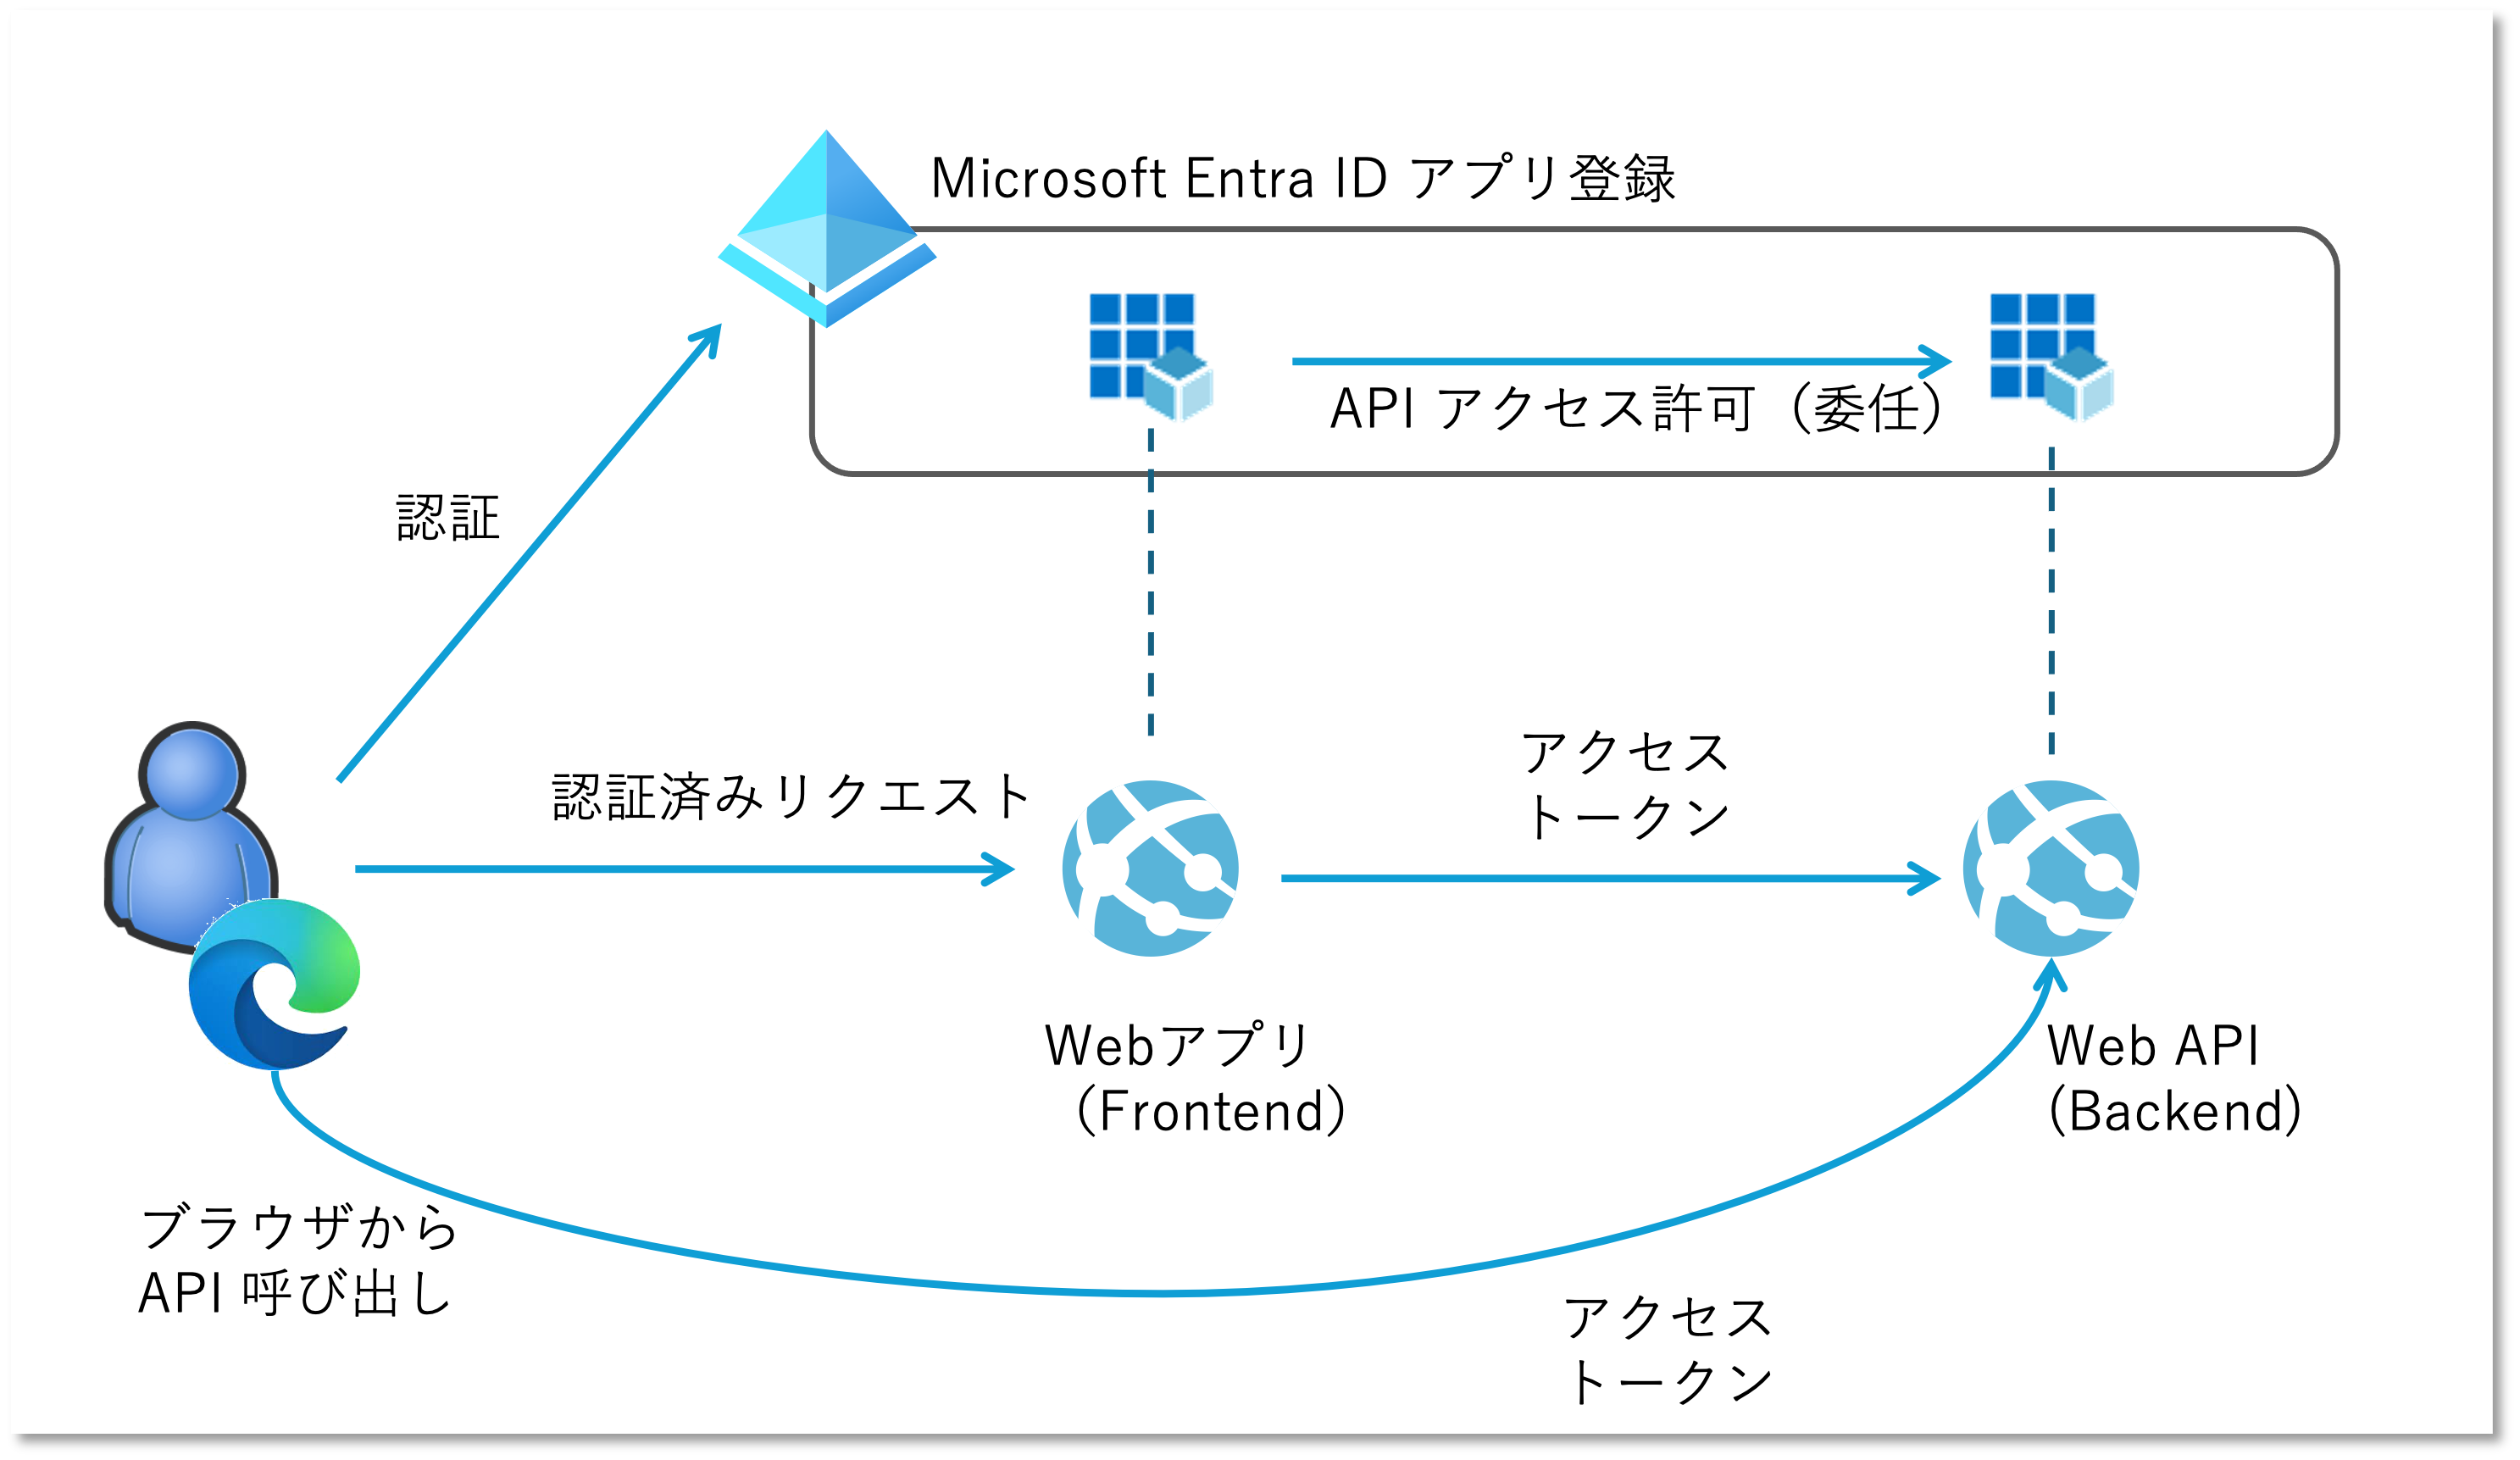 Microsoft Entra ID アプリ登録
API アクセス許可（委任）
認証
認証済みリクエスト
アクセス
トークン
Webアプリ
（Frontend）
Web API
（Backend）
ブラウザから
API 呼び出し
アクセス
トークン